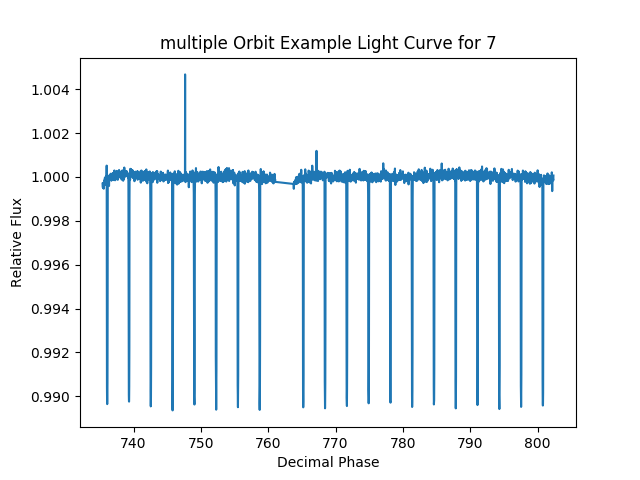 multiple Orbit Example Light Curve for 7
1.004
1.002
1.000
0.998
0.996
0.994
0.992
0.990
Relative Flux
740 750 760 770 780 790 800
Decimal Phase